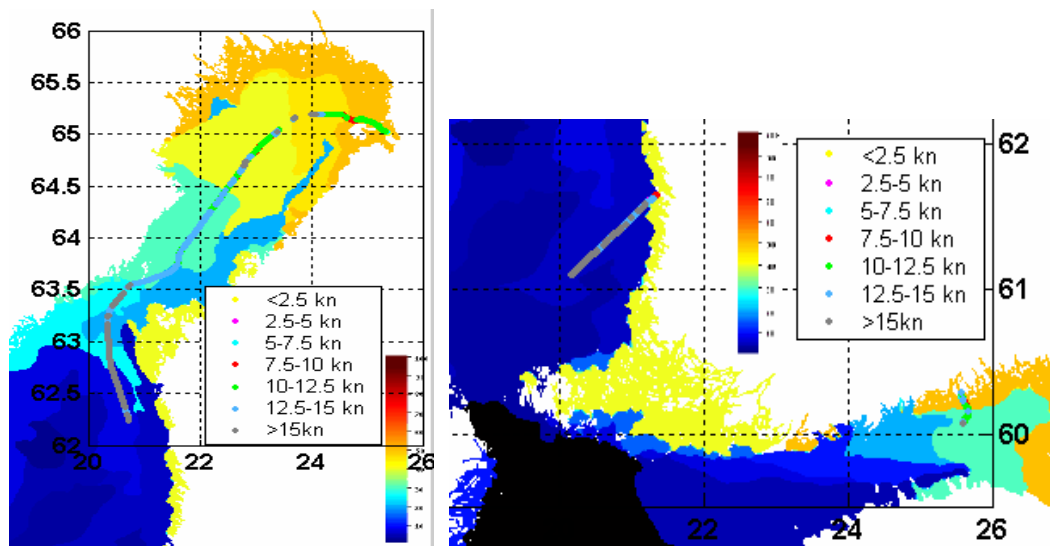 66
65.5
65
64.5
64
63.5
63
62.5
62
20 22 24 26
<2.5 kn
2.5-5 kn
5-7.5 kn
7.5-10 kn
10-12.5 kn
12.5-15 kn
>15kn
62
61
60
22 24 26
<2.5 kn
2.5-5 kn
5-7.5 kn
7.5-10 kn
10-12.5 kn
12.5-15 kn
>15kn